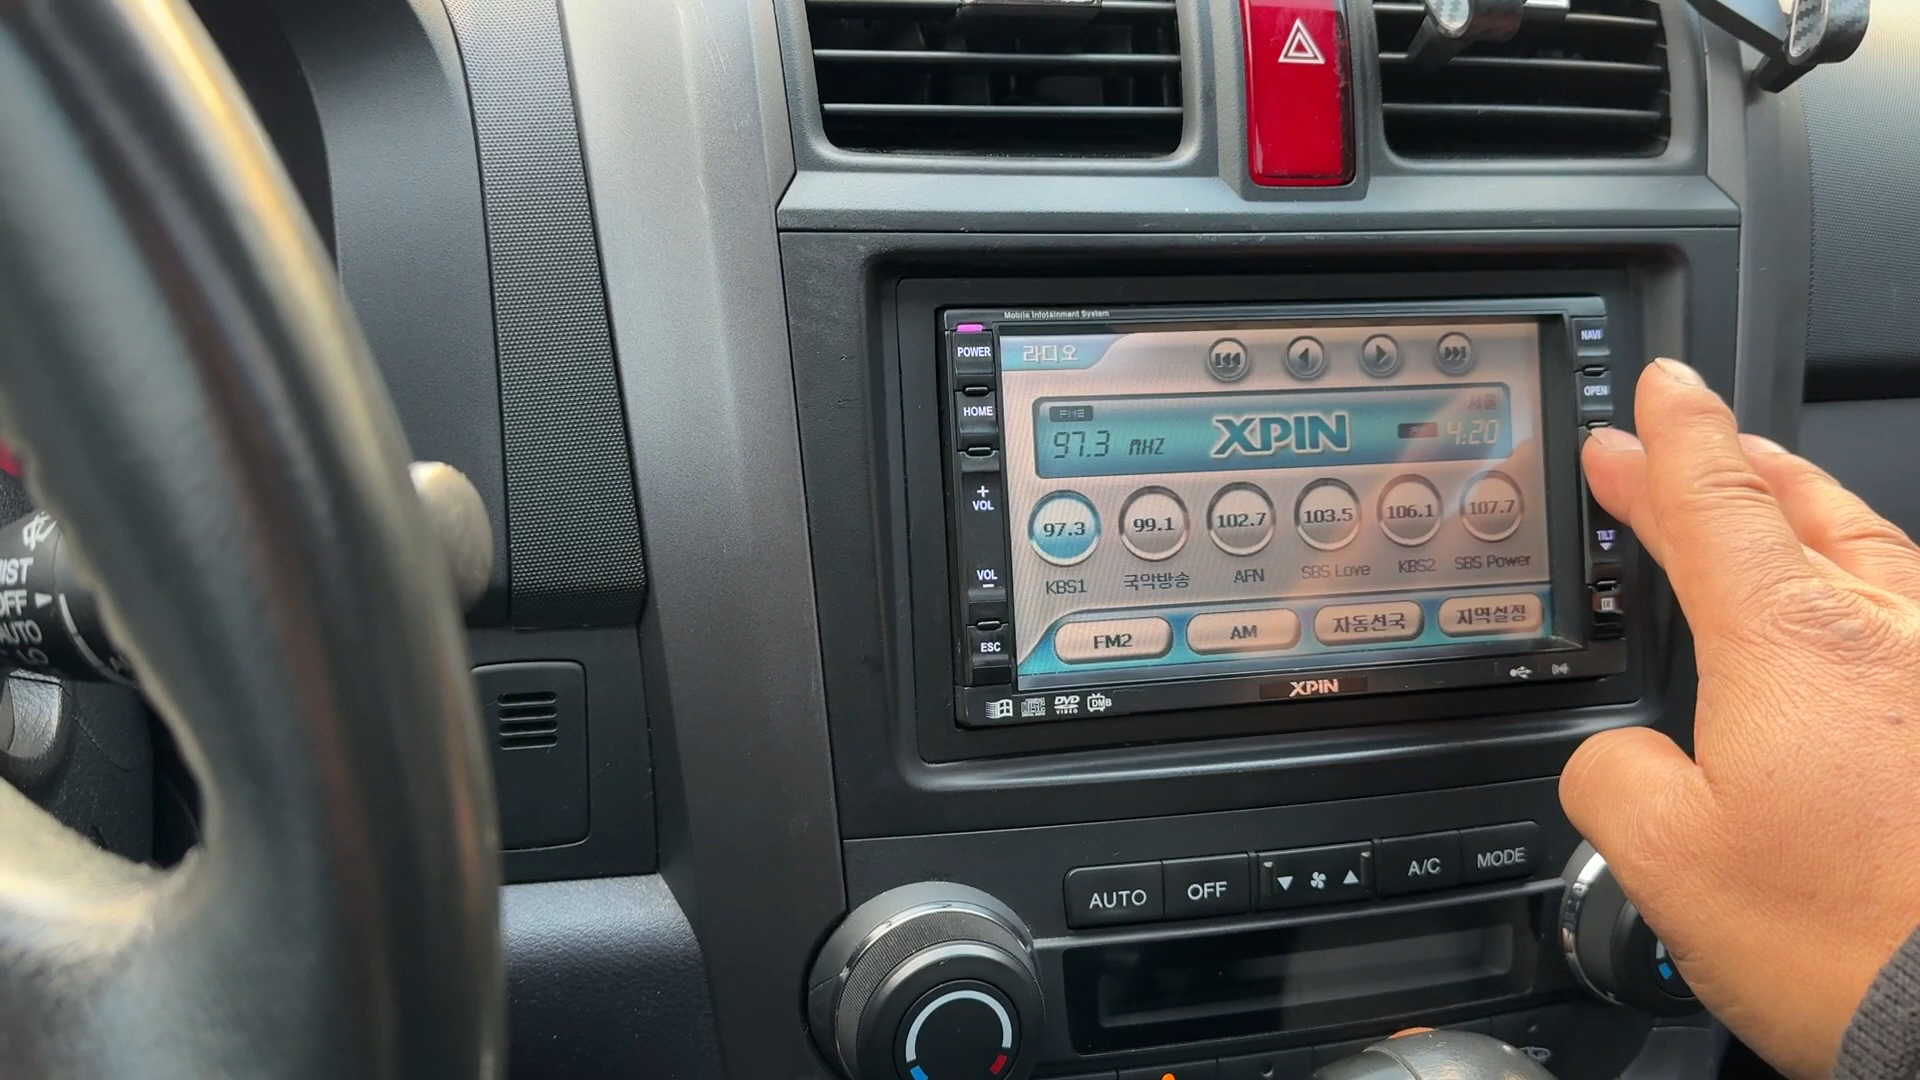 Mobile Infotainment System
POWER
HOME
+
VOL
VOL
−
ESC
NAVI
OPEN
TILT
라디오
FM2
97.3 MHZ
XPIN
서울
4:20
97.3
99.1
102.7
103.5
106.1
107.7
KBS1
국악방송
AFN
SBS Love
KBS2
SBS Power
FM2
AM
자동선국
지역설정
DVD
VIDEO
DMB
XPIN
AUTO
OFF
A/C
MODE
OFF
AUTO